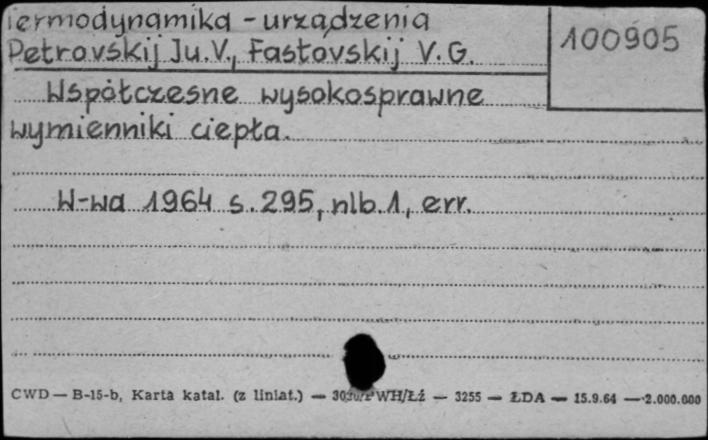 Termodynamika - urządzenia
Petrovskij Ju.V., Fastovskij V.G.
100905
Współczesne wysokosprawne
wymienniki ciepła.
W-wa 1964 s. 295, nlb. 1, err.
CWD — B-15-b, Karta katal. (z liniat.) — WH/Łź — 3255 — ŁDA — 15.9.64 — 2.000.000